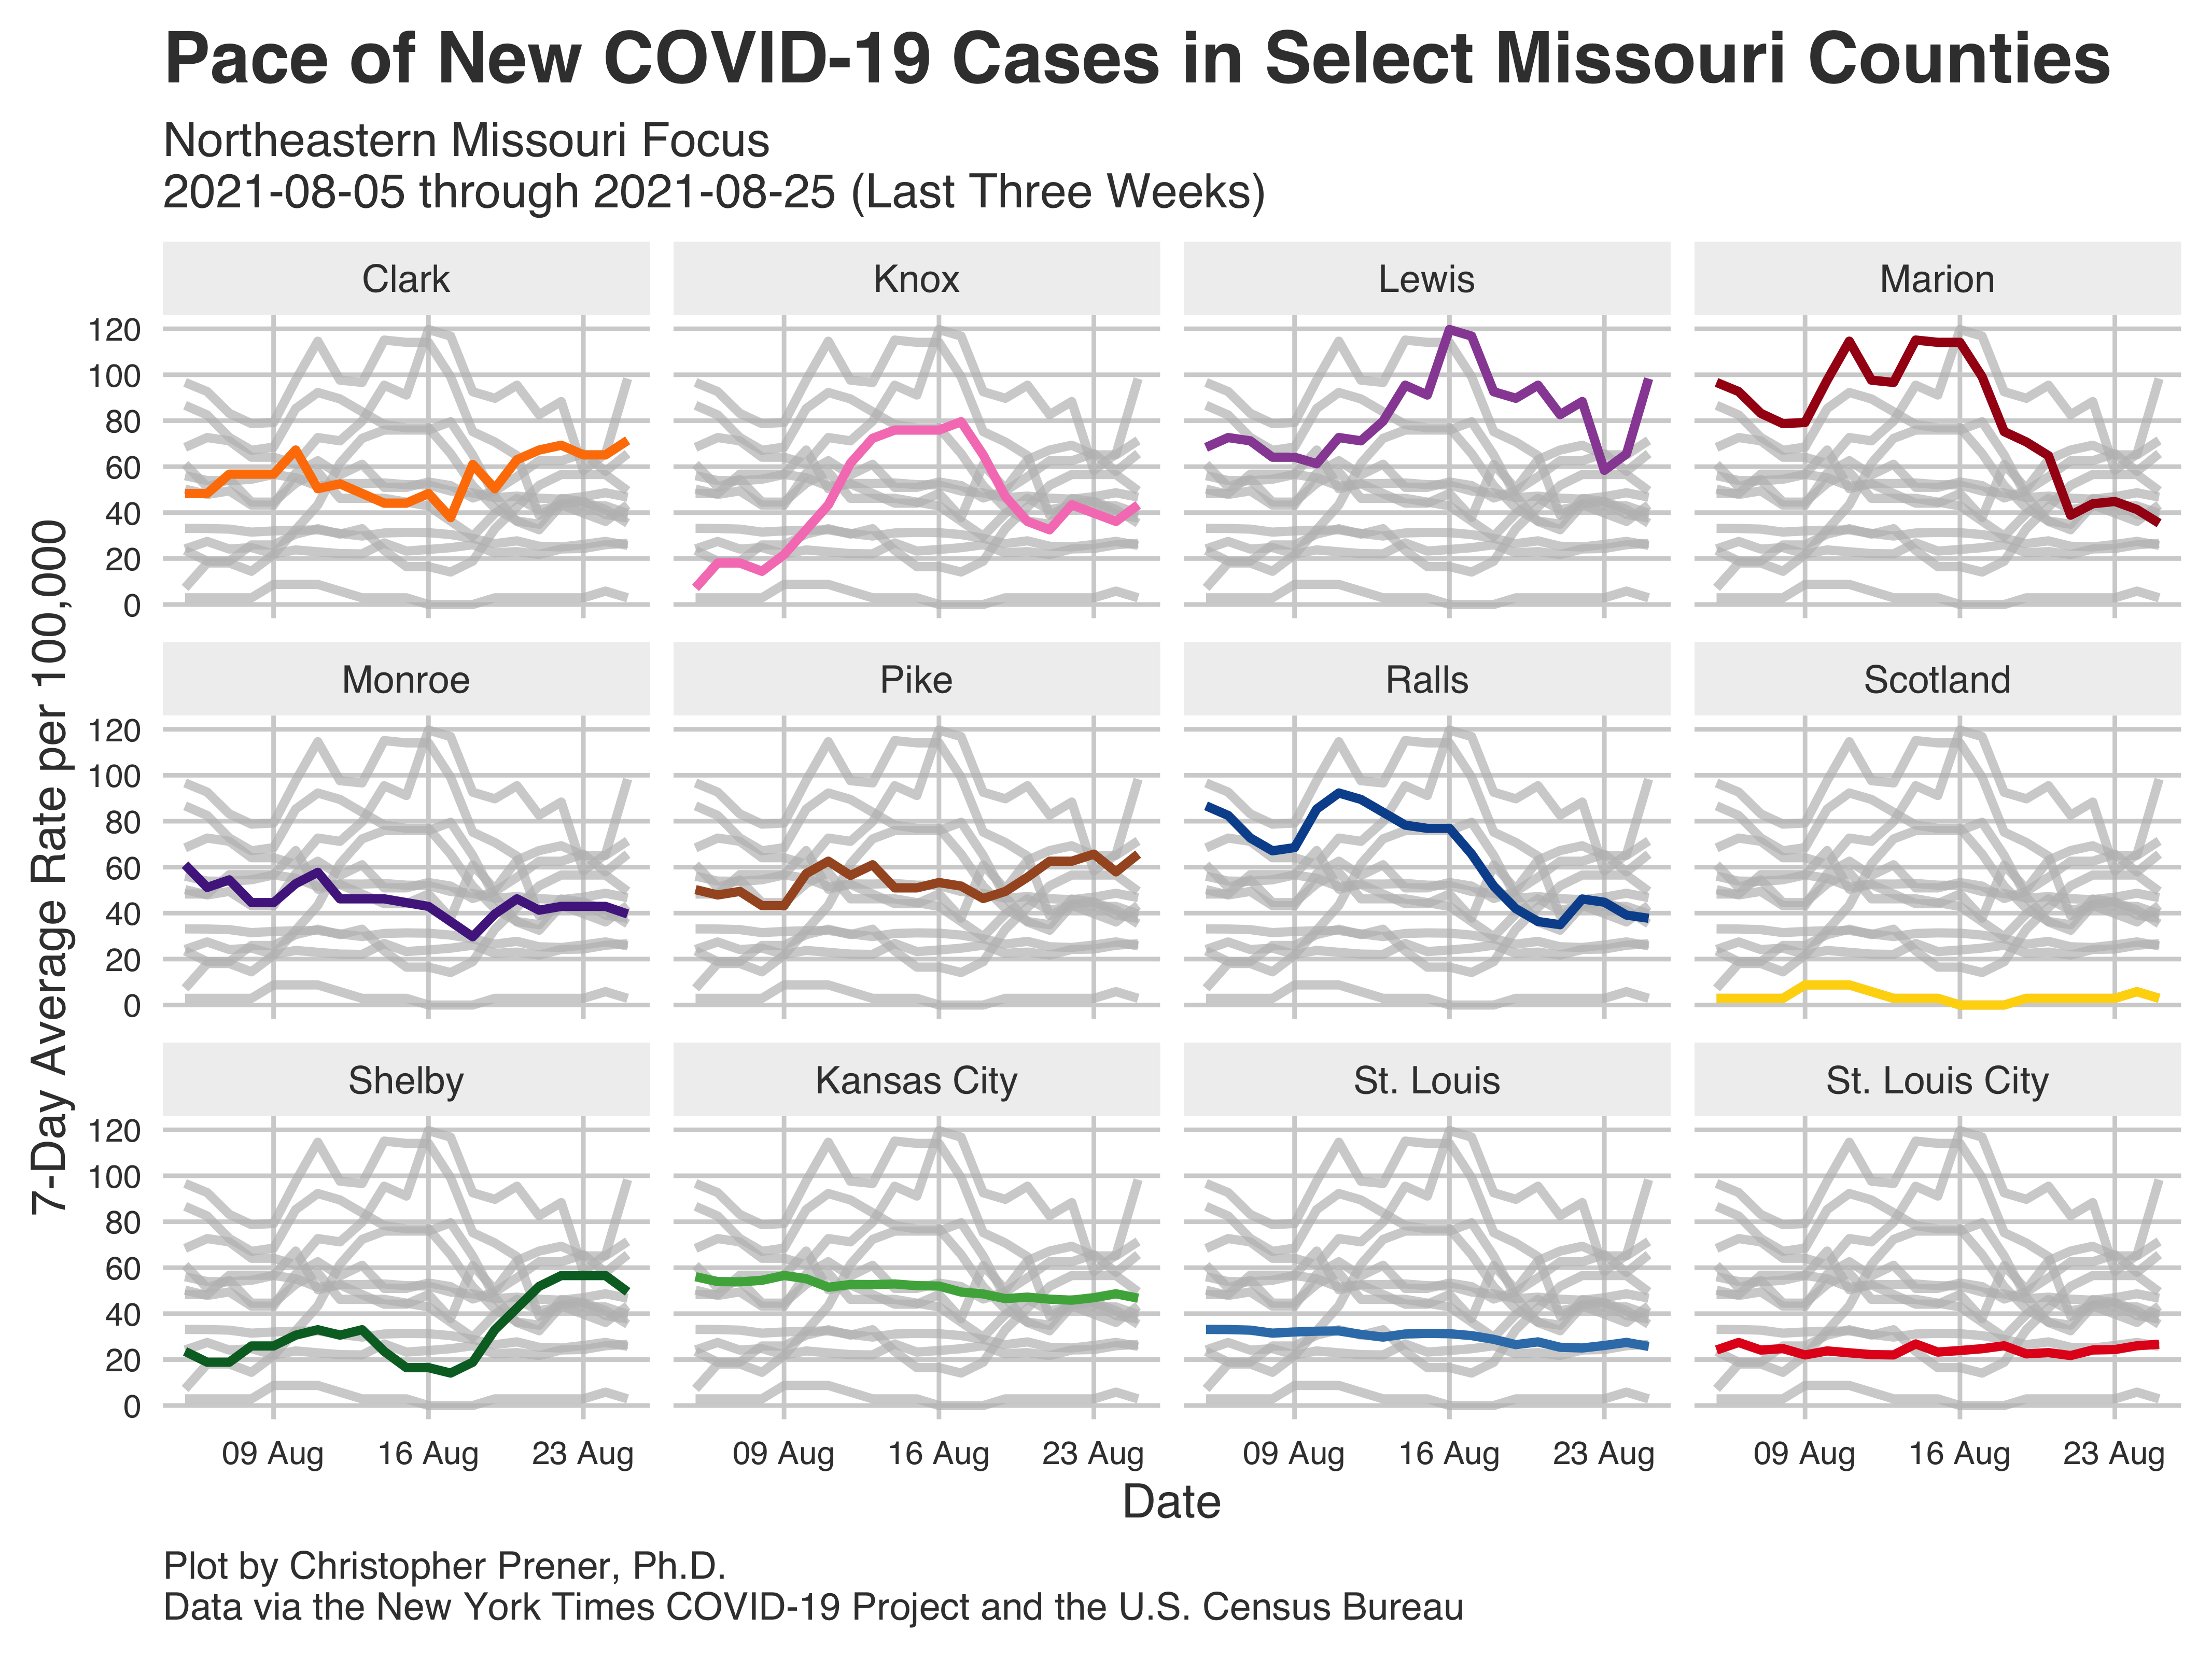 Pace of New COVID-19 Cases in Select Missouri Counties
Northeastern Missouri Focus
2021-08-05 through 2021-08-25 (Last Three Weeks)
7-Day Average Rate per 100,000
Clark
Knox
Lewis
Marion
120
100
80
60
40
20
0
Monroe
Pike
Ralls
Scotland
120
100
80
60
40
20
0
Shelby
Kansas City
St. Louis
St. Louis City
120
100
80
60
40
20
0
09 Aug 16 Aug 23 Aug
09 Aug 16 Aug 23 Aug
09 Aug 16 Aug 23 Aug
09 Aug 16 Aug 23 Aug
Date
Plot by Christopher Prener, Ph.D.
Data via the New York Times COVID-19 Project and the U.S. Census Bureau